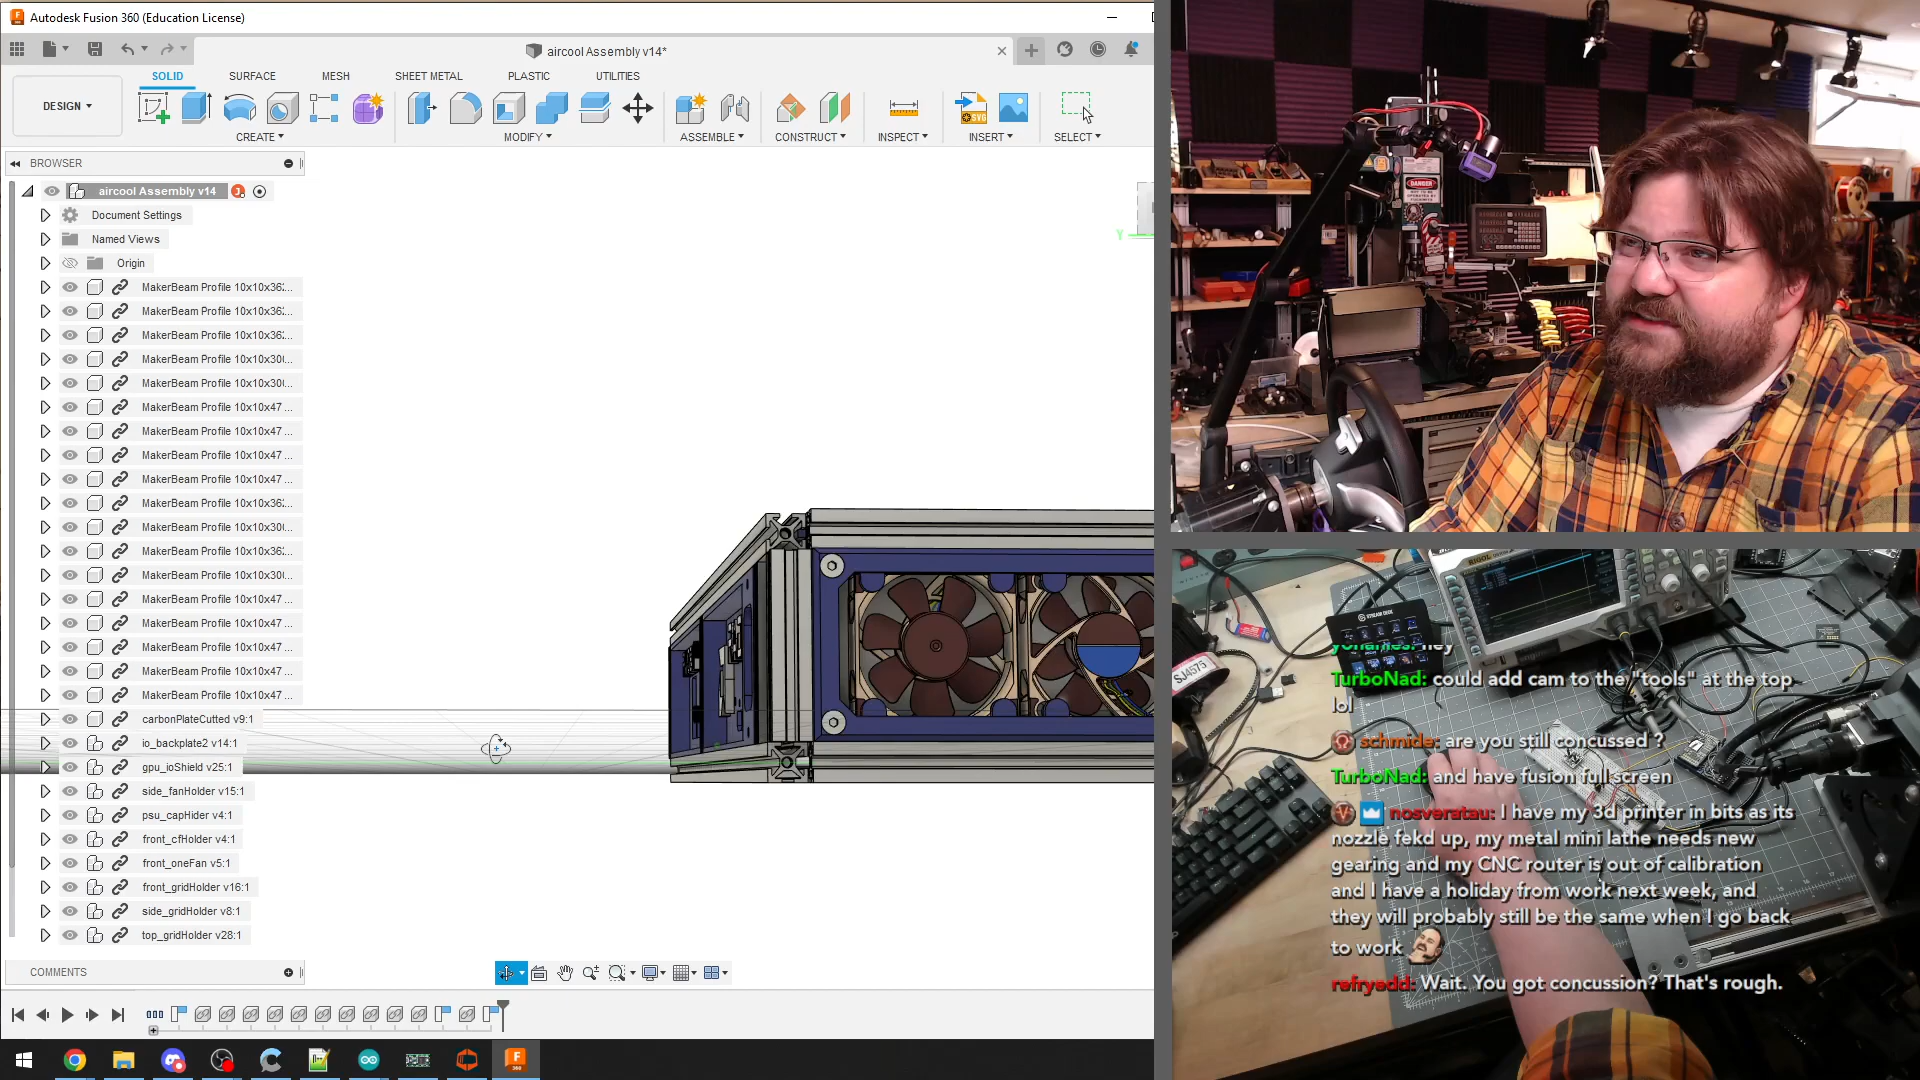 Autodesk Fusion 360 (Education License)
aircool Assembly v14*
DESIGN
SOLID
SURFACE
MESH
SHEET METAL
PLASTIC
UTILITIES
CREATE
MODIFY
ASSEMBLE
CONSTRUCT
INSPECT
INSERT
SELECT
BROWSER
aircool Assembly v14
Document Settings
Named Views
Origin
MakerBeam Profile 10x10x36...
MakerBeam Profile 10x10x36...
MakerBeam Profile 10x10x36...
MakerBeam Profile 10x10x30...
MakerBeam Profile 10x10x30...
MakerBeam Profile 10x10x47 ...
MakerBeam Profile 10x10x47 ...
MakerBeam Profile 10x10x47 ...
MakerBeam Profile 10x10x47 ...
MakerBeam Profile 10x10x36...
MakerBeam Profile 10x10x30...
MakerBeam Profile 10x10x36...
MakerBeam Profile 10x10x30...
MakerBeam Profile 10x10x47 ...
MakerBeam Profile 10x10x47 ...
MakerBeam Profile 10x10x47 ...
MakerBeam Profile 10x10x47 ...
MakerBeam Profile 10x10x47 ...
carbonPlateCutted v9:1
io_backplate2 v14:1
gpu_ioShield v25:1
side_fanHolder v15:1
psu_capHider v4:1
front_cfHolder v4:1
front_oneFan v5:1
front_gridHolder v16:1
side_gridHolder v8:1
top_gridHolder v28:1
COMMENTS
Y
DANGER
RIGOL
STREAM DECK
SJ4575
hey
TurboNad: could add cam to the "tools" at the top
lol
schmide: are you still concussed ?
TurboNad: and have fusion full screen
nosveratau: I have my 3d printer in bits as its
nozzle fekd up, my metal mini lathe needs new
gearing and my CNC router is out of calibration
and I have a holiday from work next week, and
they will probably still be the same when I go back
to work
refryedd: Wait. You got concussion? That's rough.